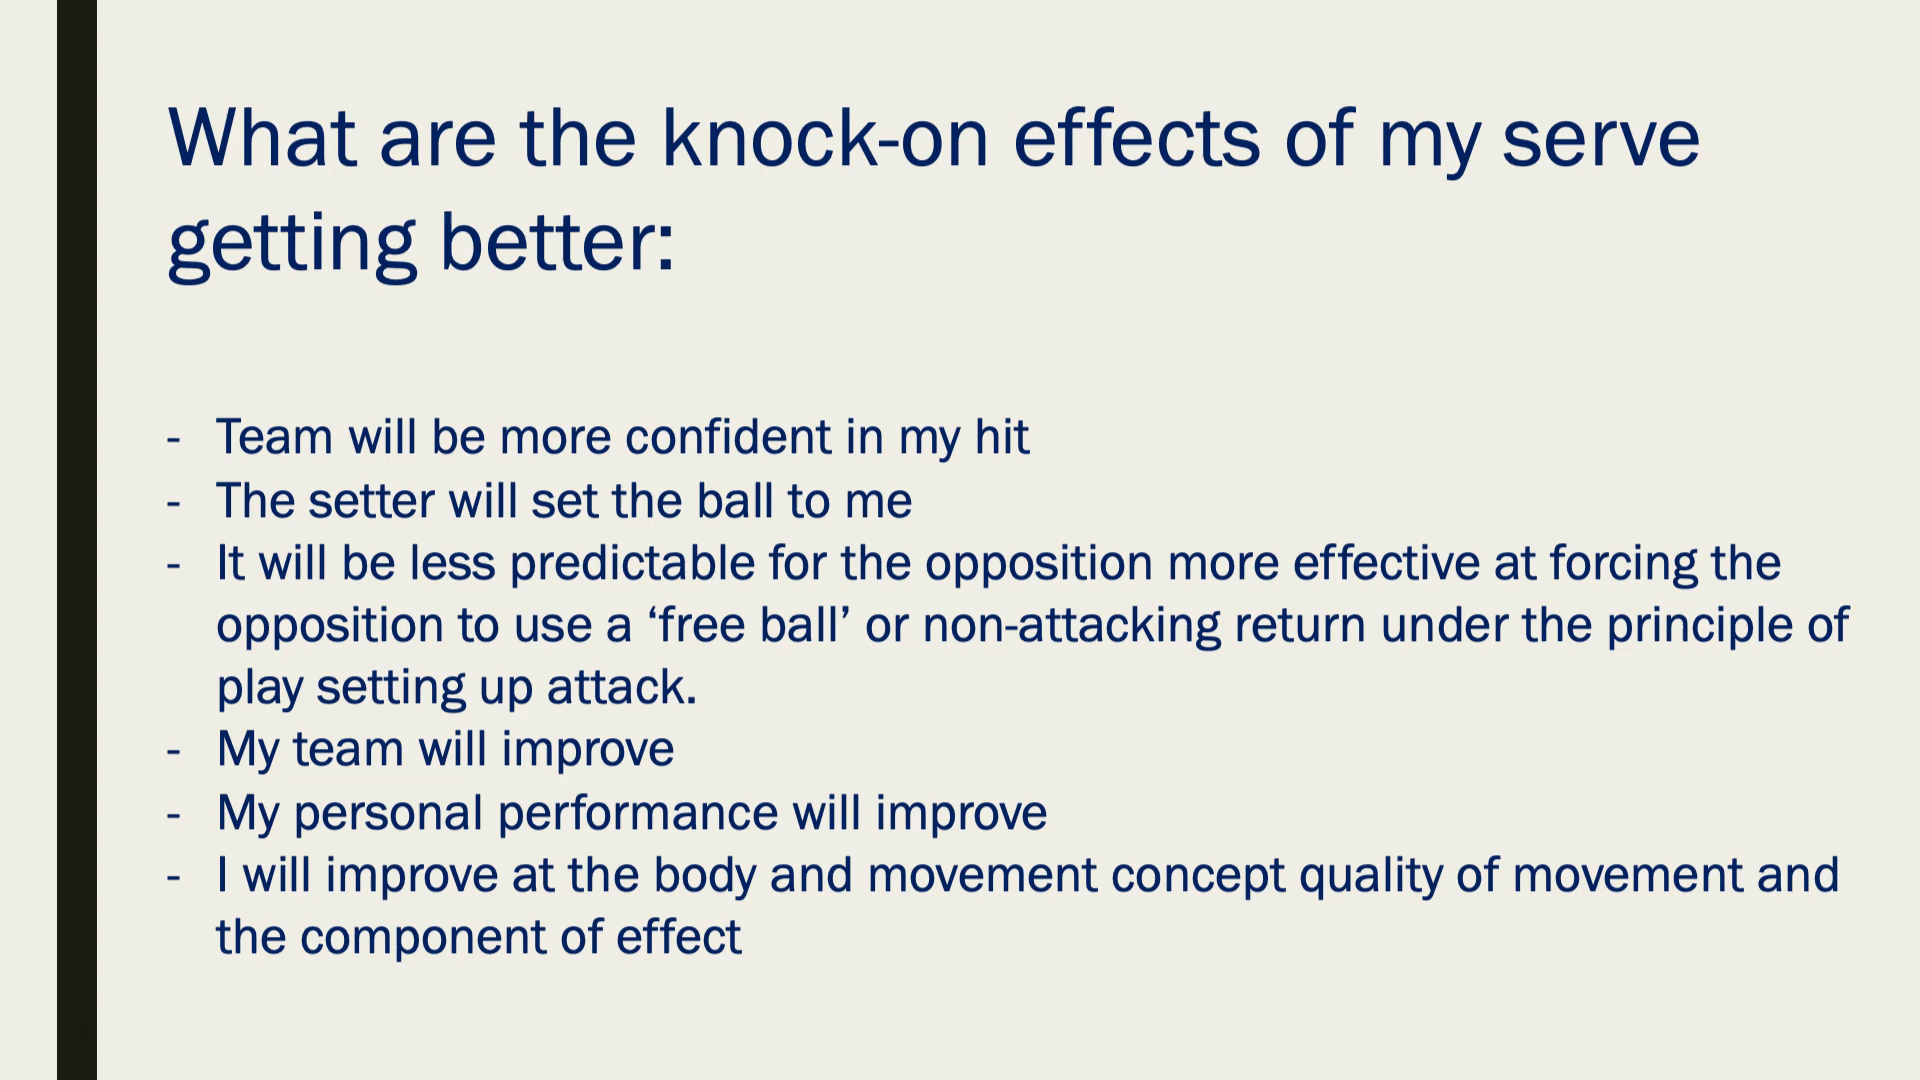 What are the knock-on effects of my serve
getting better:
- Team will be more confident in my hit
- The setter will set the ball to me
- It will be less predictable for the opposition more effective at forcing the
opposition to use a ‘free ball’ or non-attacking return under the principle of
play setting up attack.
- My team will improve
- My personal performance will improve
- I will improve at the body and movement concept quality of movement and
the component of effect